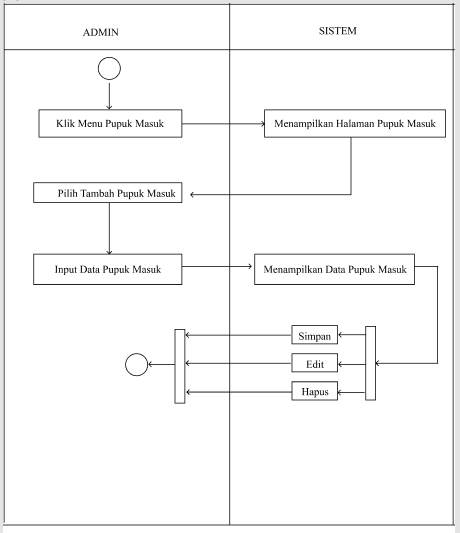 ADMIN
SISTEM
Klik Menu Pupuk Masuk
Menampilkan Halaman Pupuk Masuk
Pilih Tambah Pupuk Masuk
Input Data Pupuk Masuk
Menampilkan Data Pupuk Masuk
Simpan
Edit
Hapus